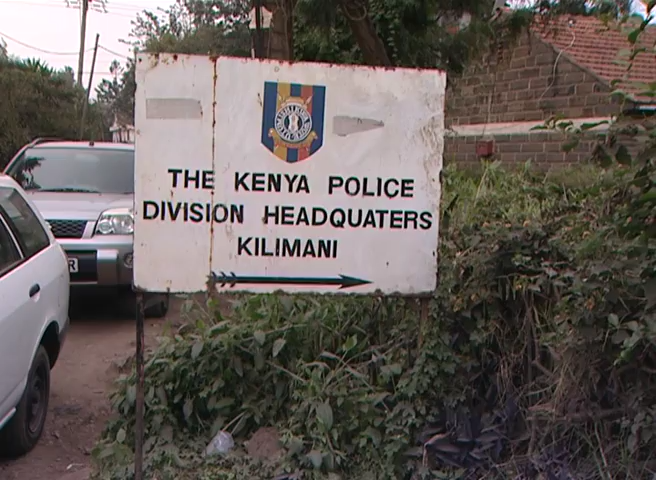 THE KENYA POLICE
DIVISION HEADQUATERS
KILIMANI